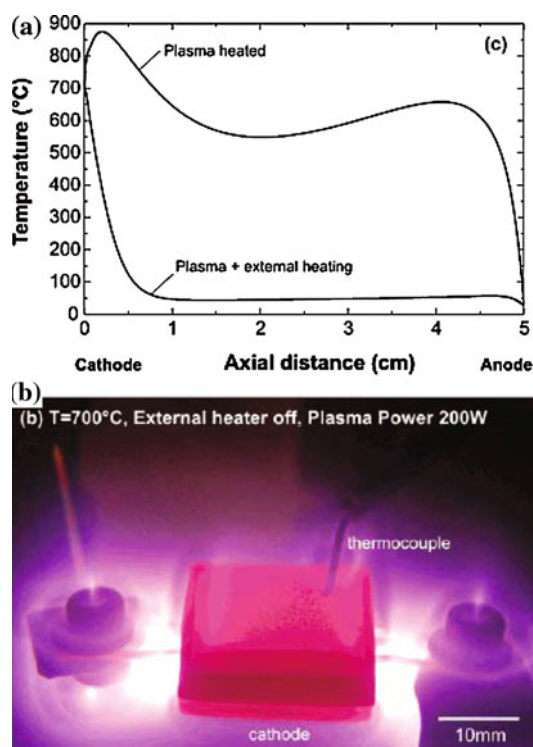 (a)
(c)
900
800
700
600
500
400
300
200
100
0
Temperature (°C)
Plasma heated
Plasma + external heating
0 1 2 3 4 5
Cathode Axial distance (cm) Anode
(b)
(b) T=700°C, External heater off, Plasma Power 200W
thermocouple
cathode
10mm